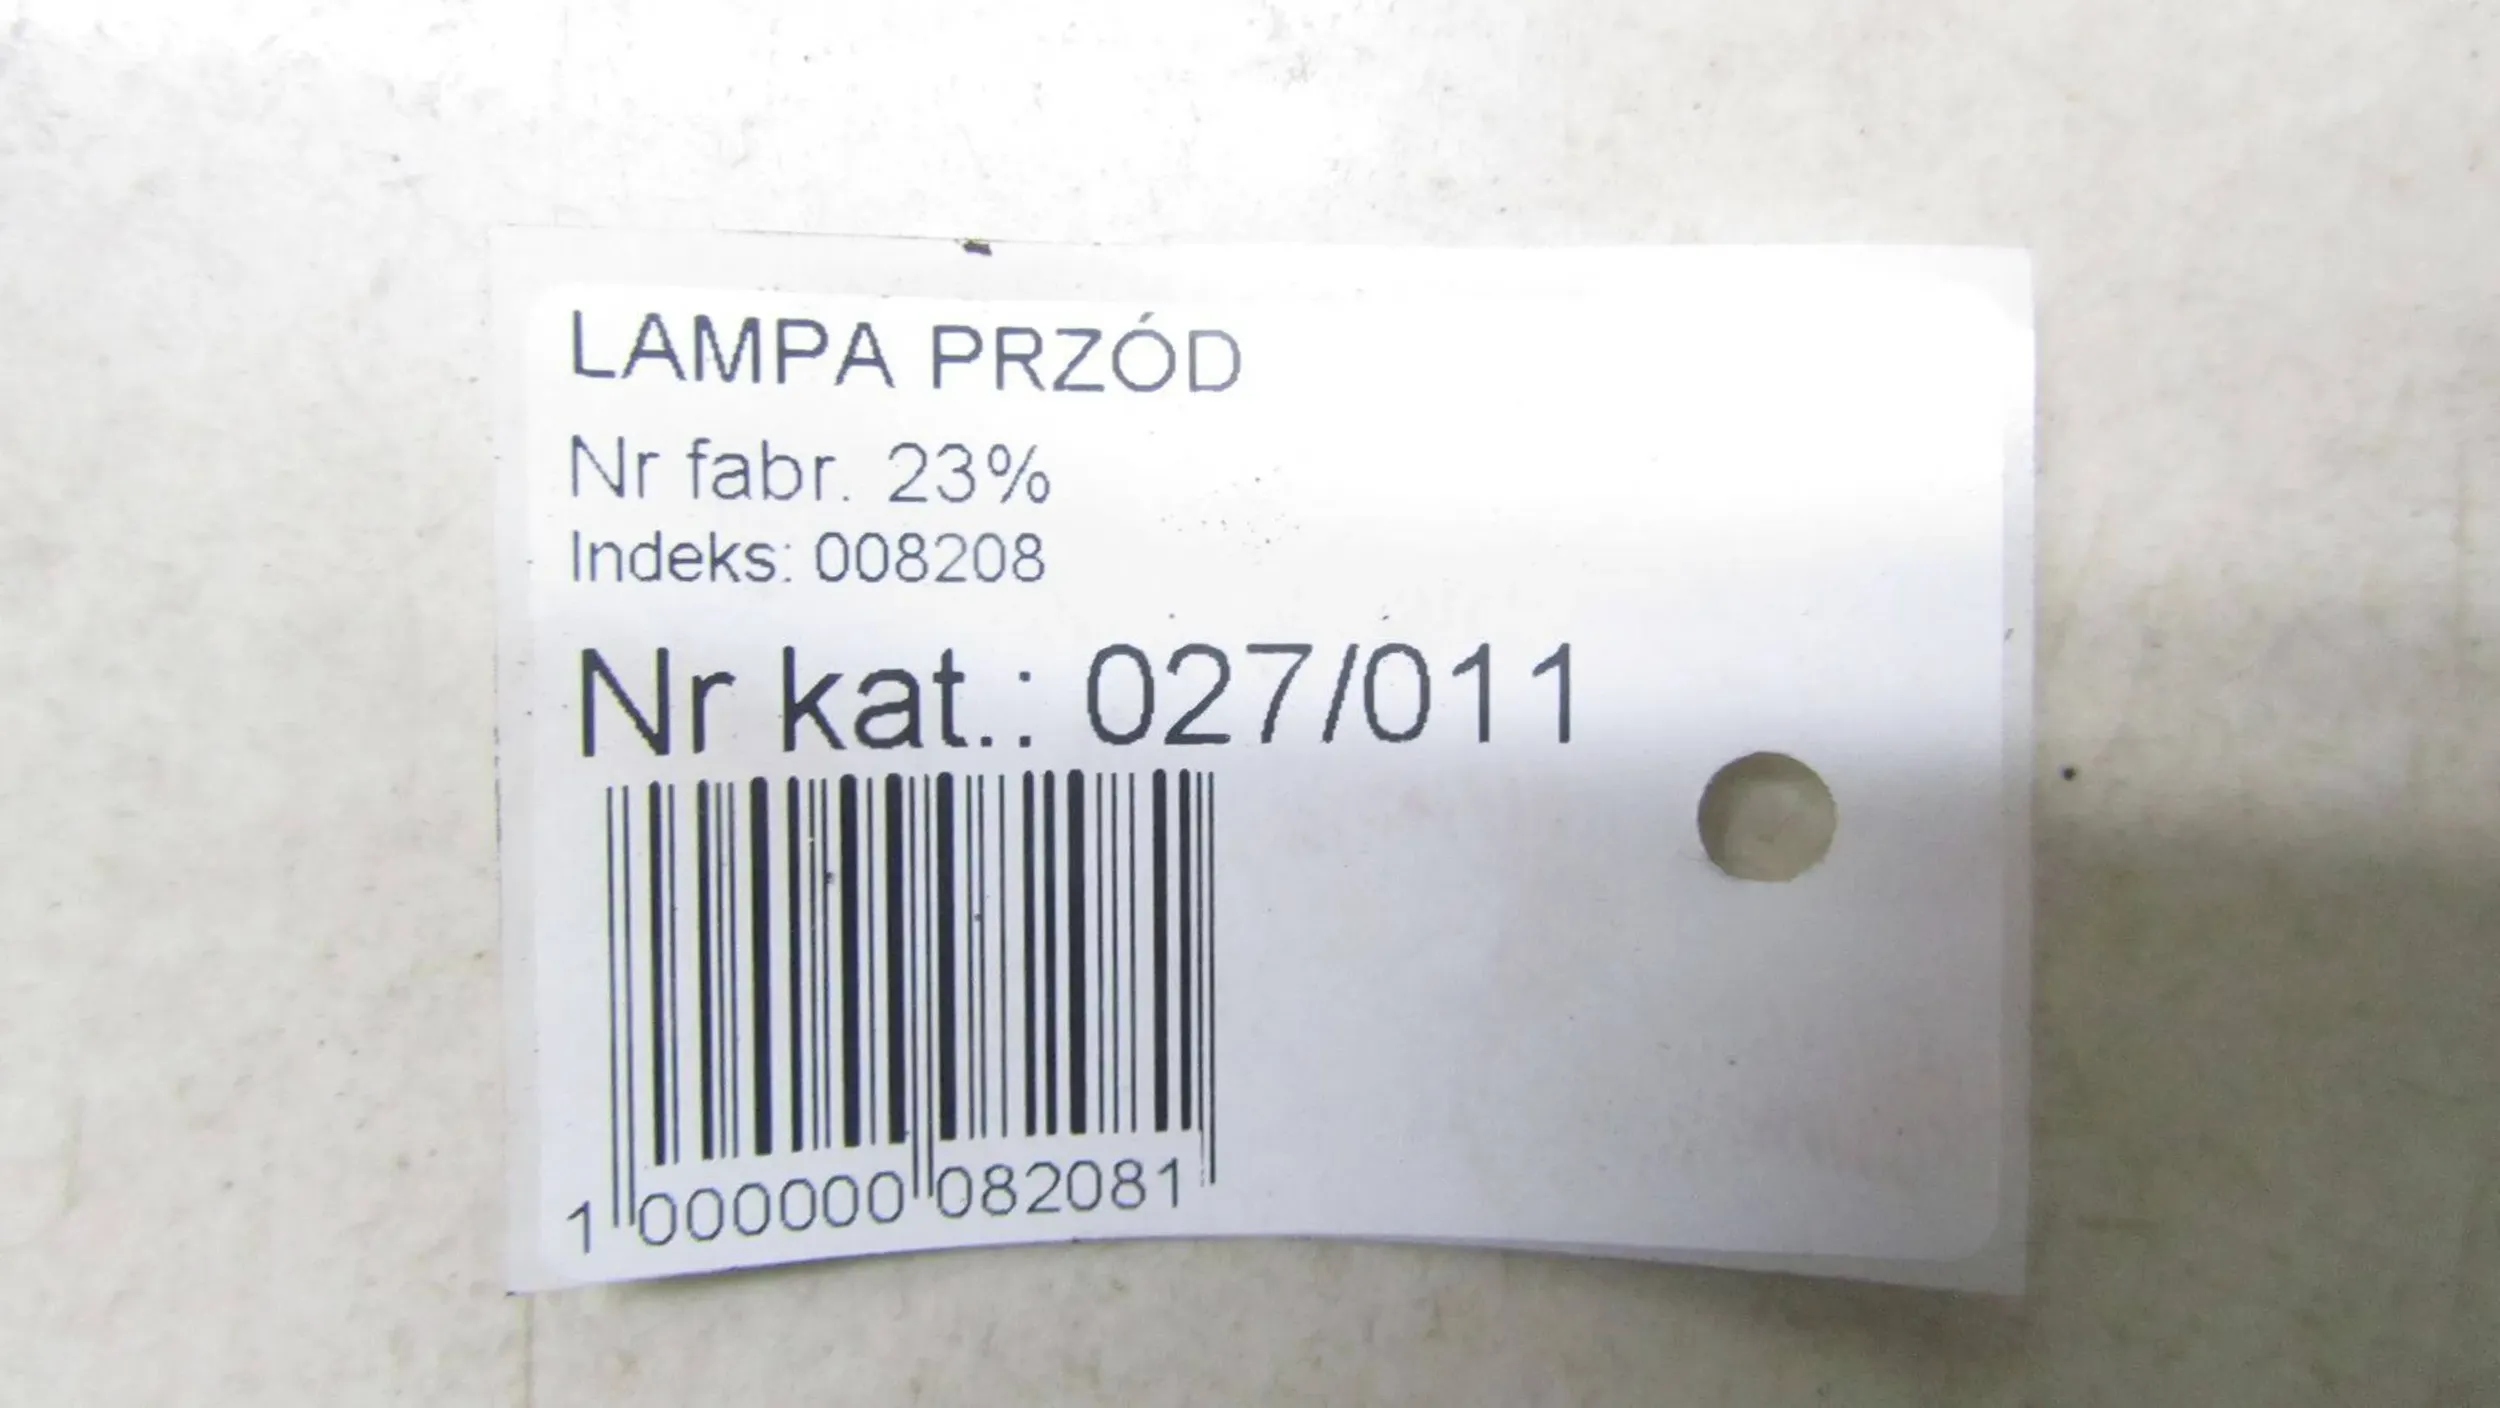 LAMPA PRZÓD
Nr fabr. 23%
Indeks: 008208
Nr kat.: 027/011
1 000000 082081